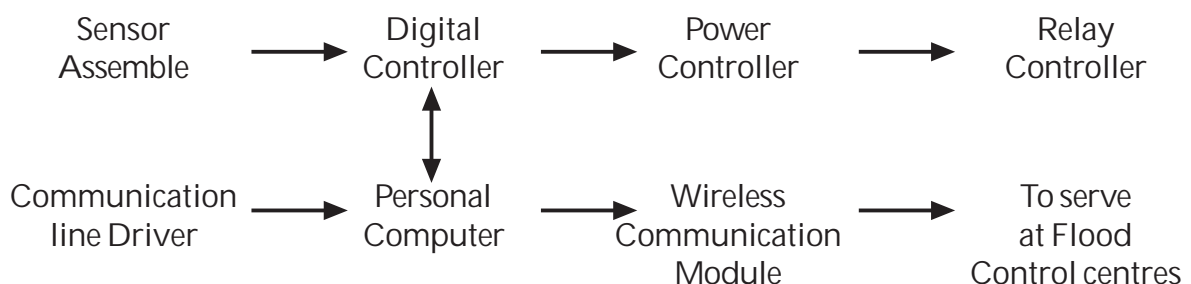 Sensor
Assemble
Digital
Controller
Power
Controller
Relay
Controller
Communication
line Driver
Personal
Computer
Wireless
Communication
Module
To serve
at Flood
Control centres